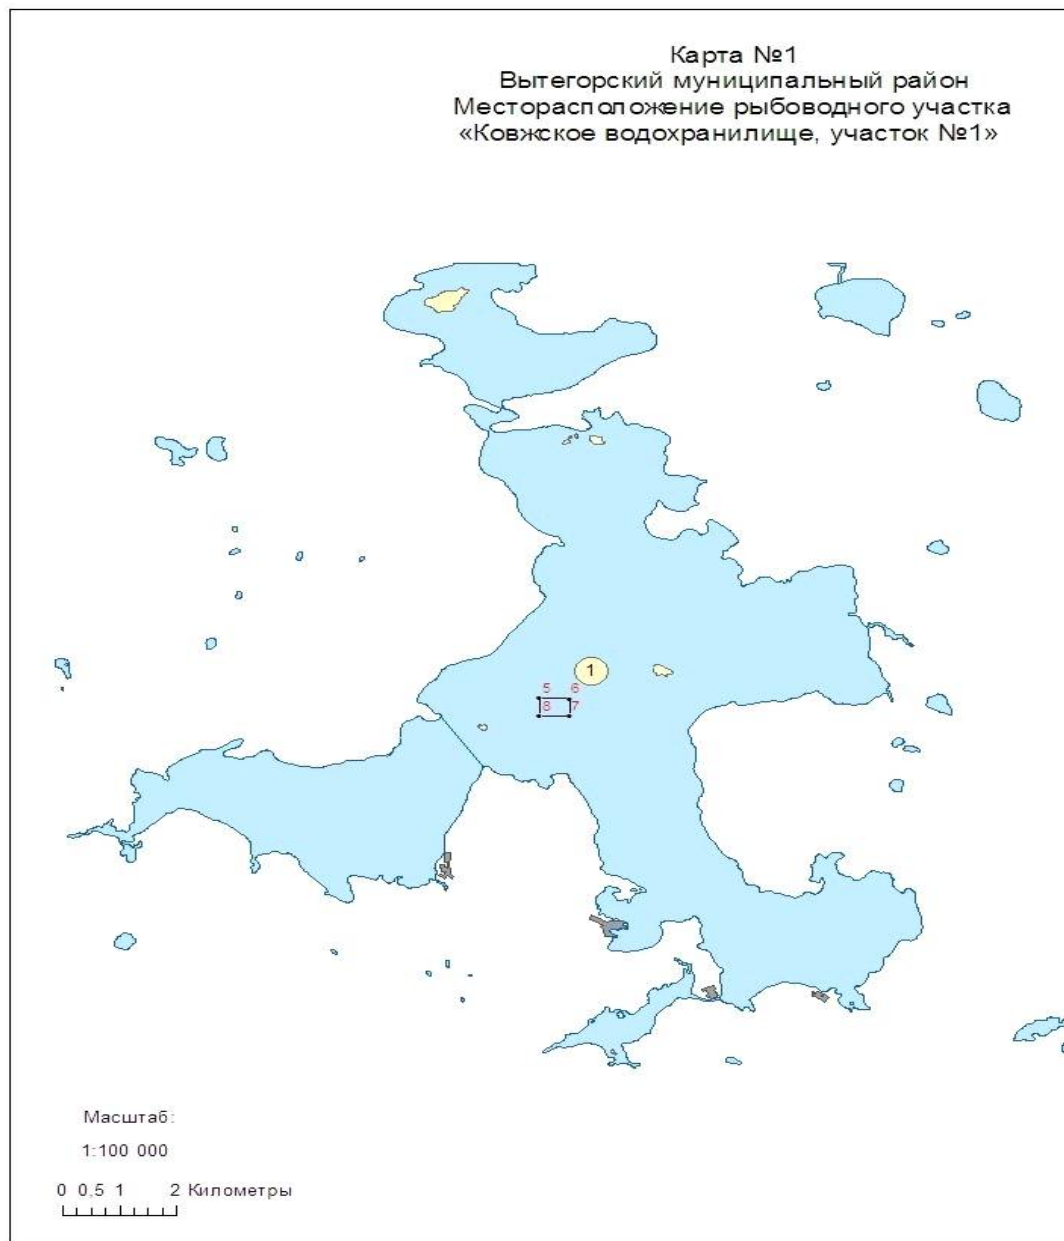 Карта №1
Вытегорский муниципальный район
Месторасположение рыбоводного участка
«Ковжское водохранилище, участок №1»
1
5 6
8 7
Масштаб:
1:100 000
0 0,5 1 2 Километры